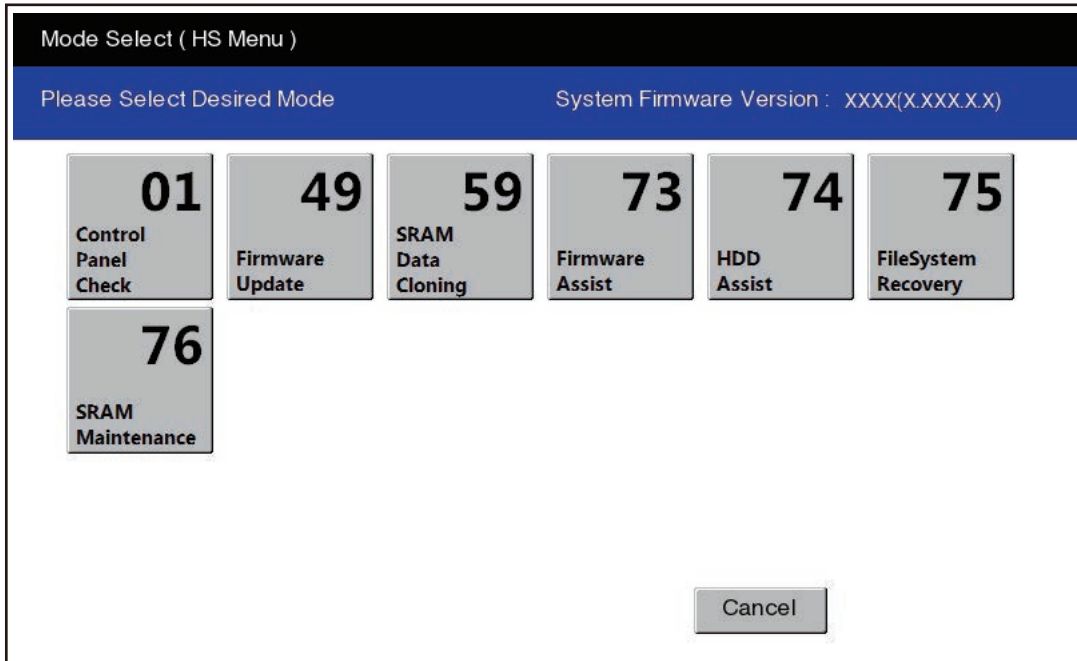 Mode Select ( HS Menu )
Please Select Desired Mode System Firmware Version : XXXX(X.XXX.X.X)
01
Control
Panel
Check
49
Firmware
Update
59
SRAM
Data
Cloning
73
Firmware
Assist
74
HDD
Assist
75
FileSystem
Recovery
76
SRAM
Maintenance
Cancel